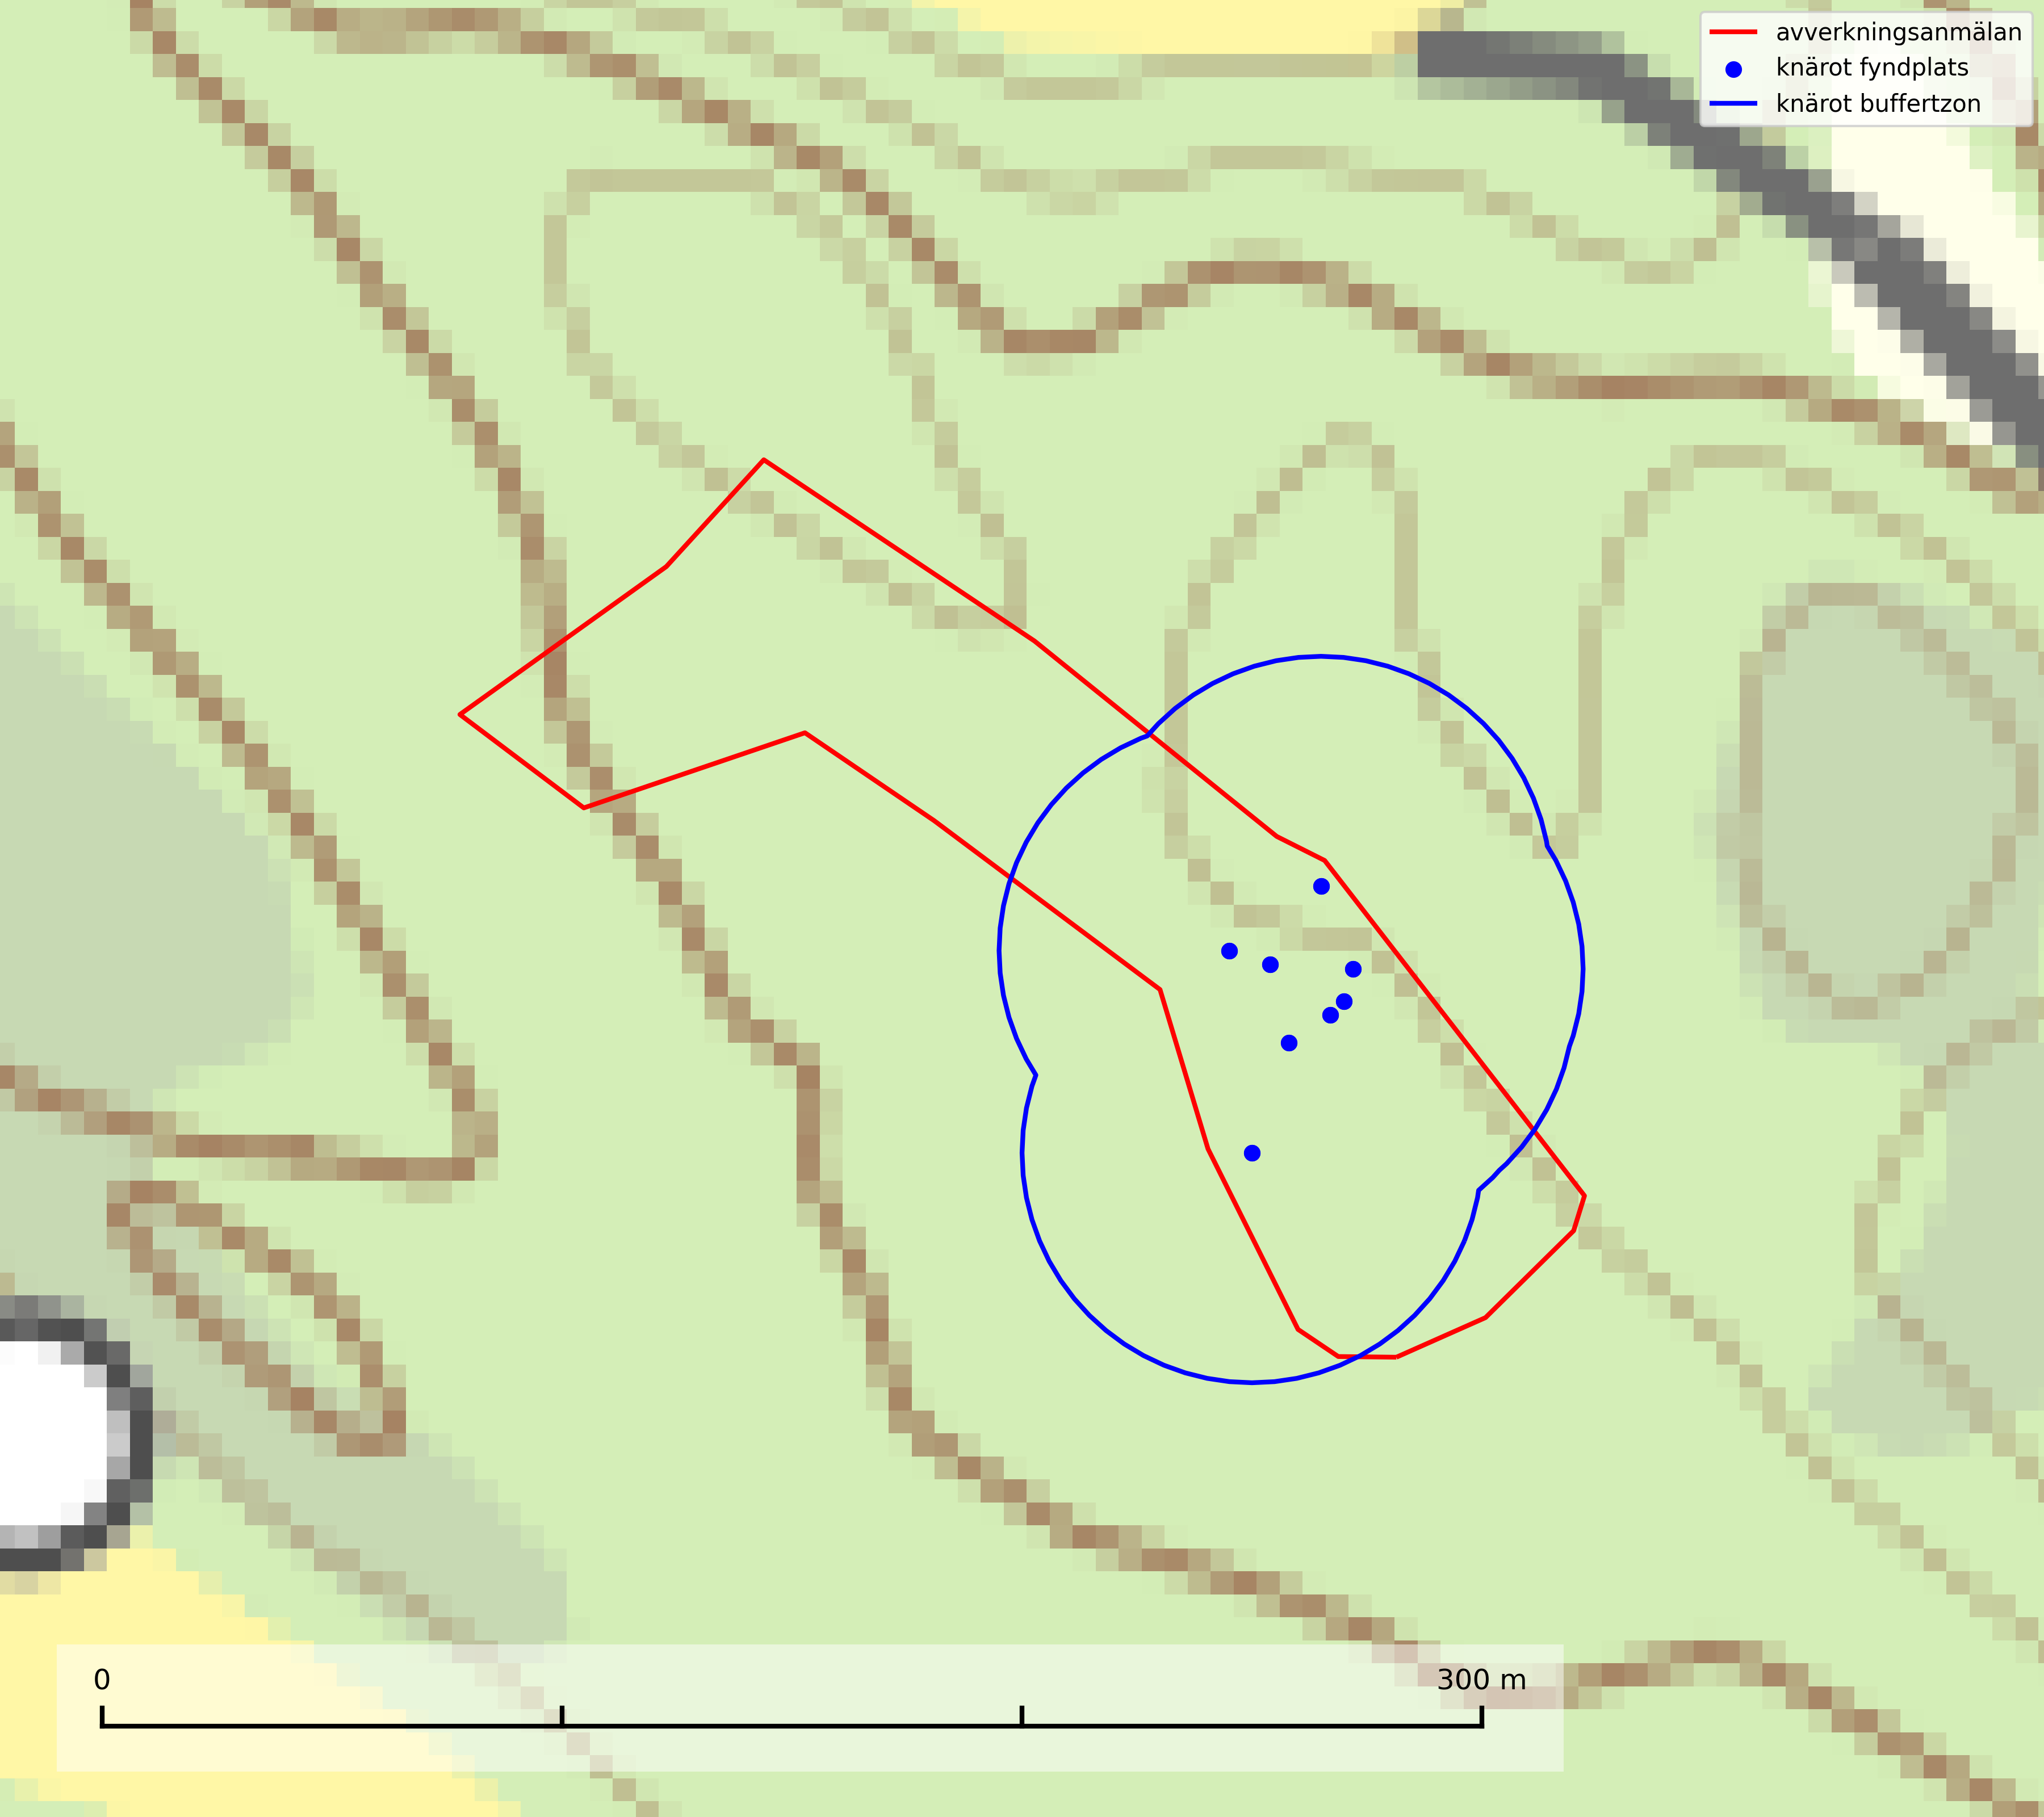 avverkningsanmälan
knärot fyndplats
knärot buffertzon
0
300 m